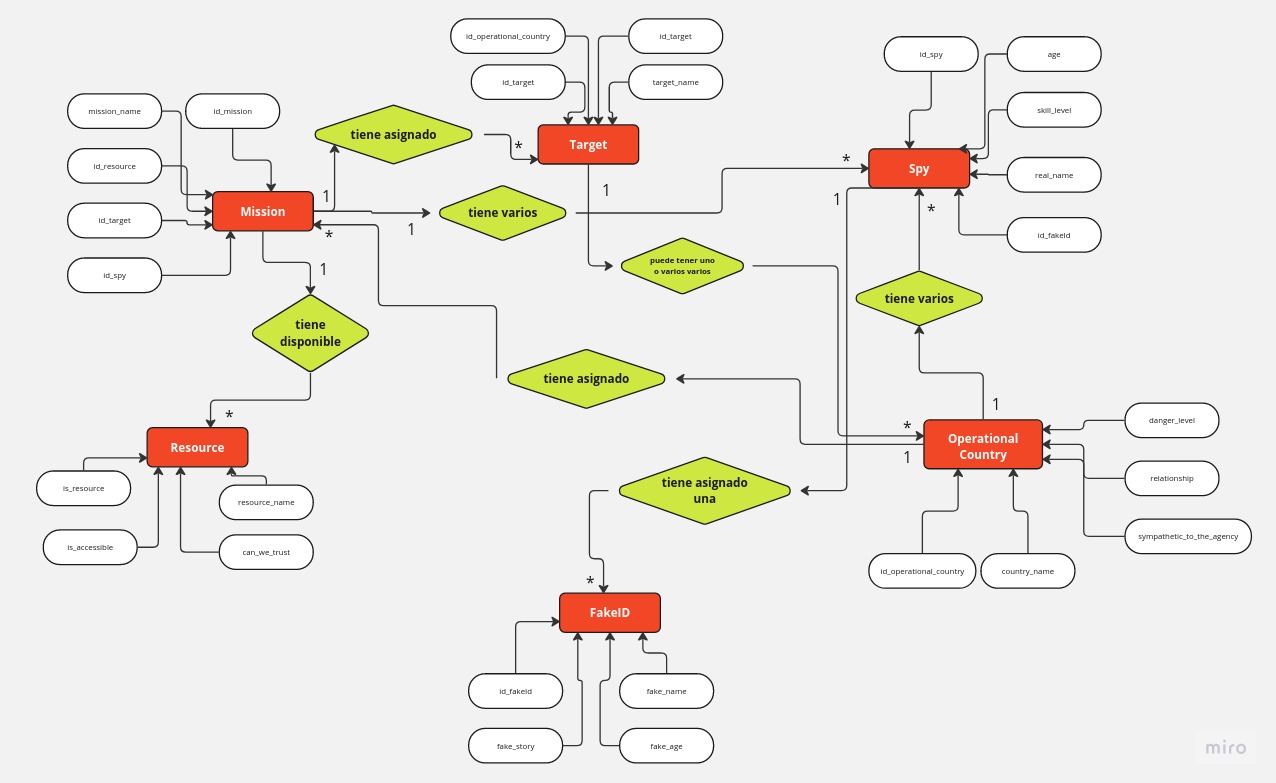 id_operational_country
id_target
id_target
target_name
id_spy
age
skill_level
real_name
id_fakeId
mission_name
id_mission
id_resource
id_target
id_spy
tiene asignado
*
Target
1
Mission
1
tiene varios
*
Spy
1
*
1
*
1
puede tener uno
o varios varios
tiene varios
tiene
disponible
*
tiene asignado
1
*
1
Operational
Country
danger_level
relationship
sympathetic_to_the_agency
id_operational_country
country_name
Resource
is_resource
resource_name
is_accessible
can_we_trust
tiene asignado
una
*
FakeID
id_fakeId
fake_name
fake_story
fake_age
miro